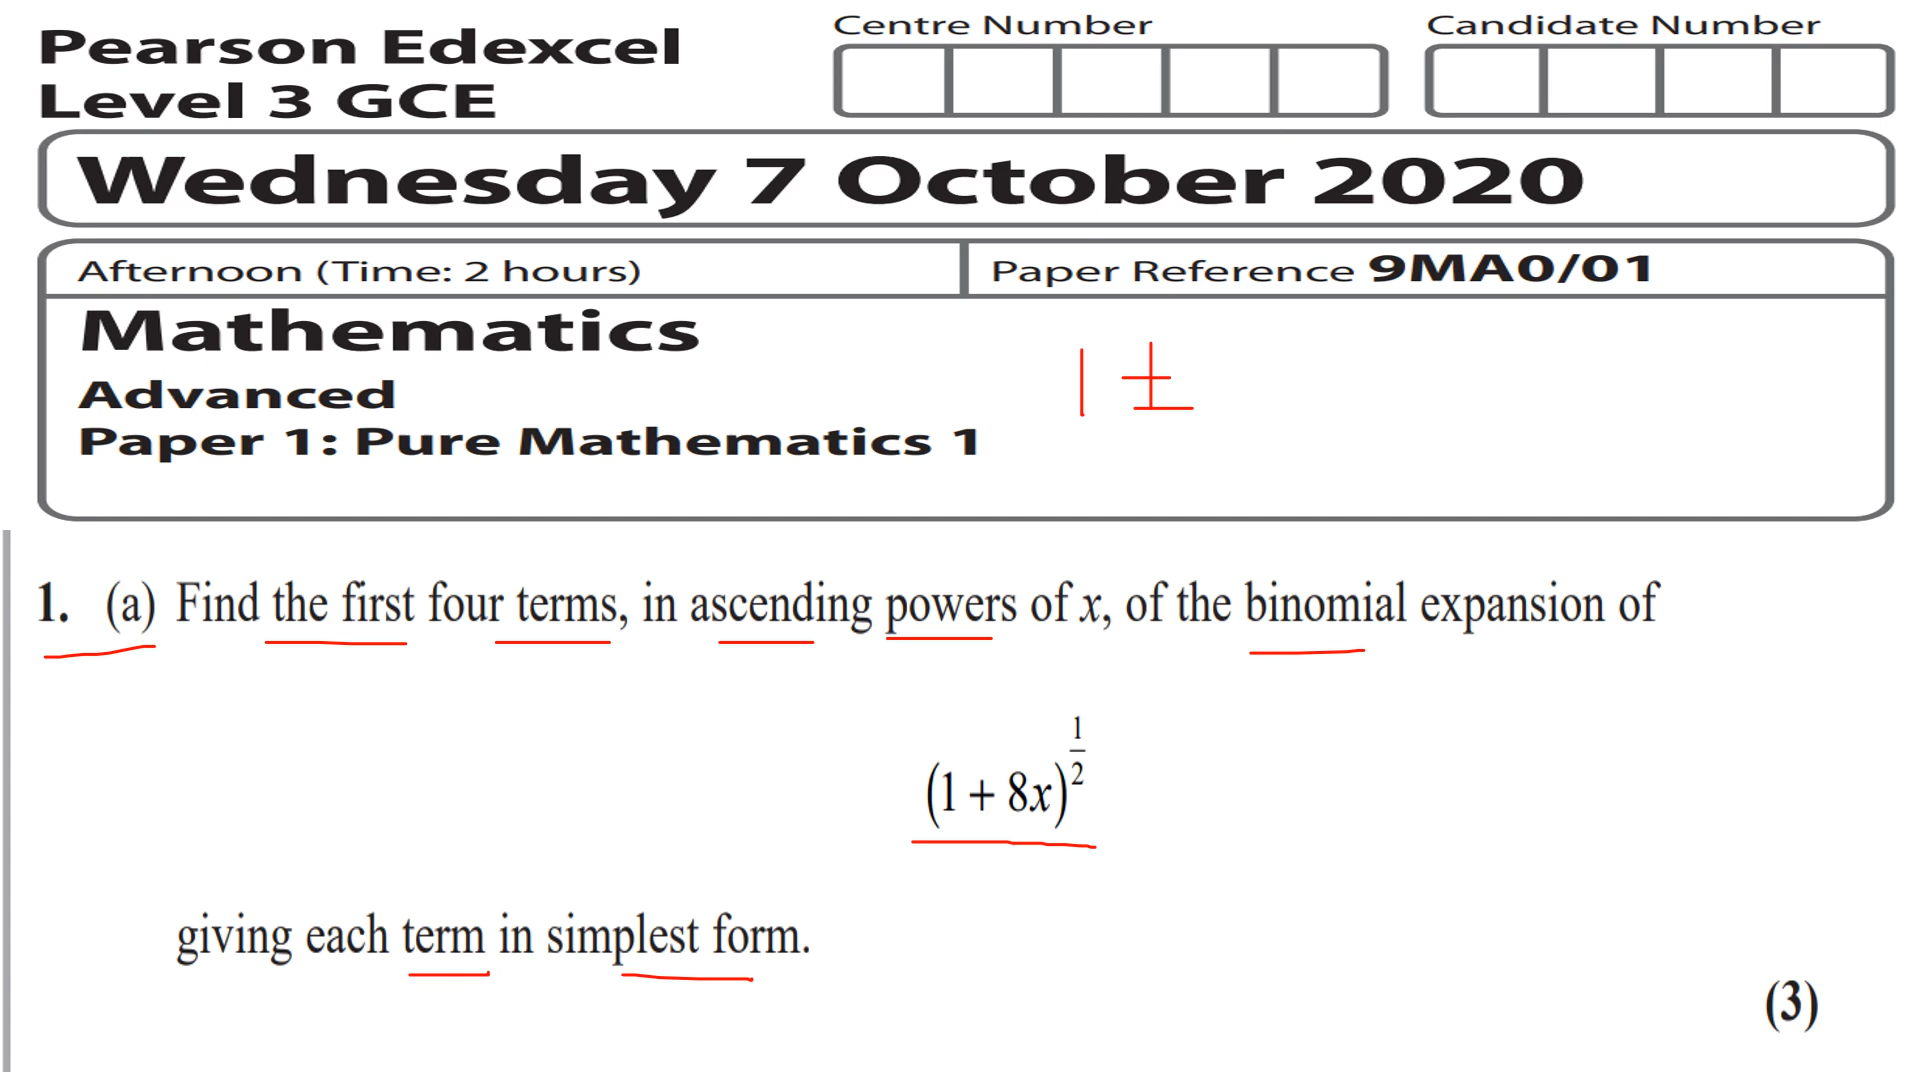 Pearson Edexcel
Level 3 GCE
Centre Number
Candidate Number
Wednesday 7 October 2020
Afternoon (Time: 2 hours)
Paper Reference 9MA0/01
Mathematics
Advanced
Paper 1: Pure Mathematics 1
1 ±
1. (a) Find the first four terms, in ascending powers of x, of the binomial expansion of
(1 + 8x)^(1/2)
giving each term in simplest form.
(3)